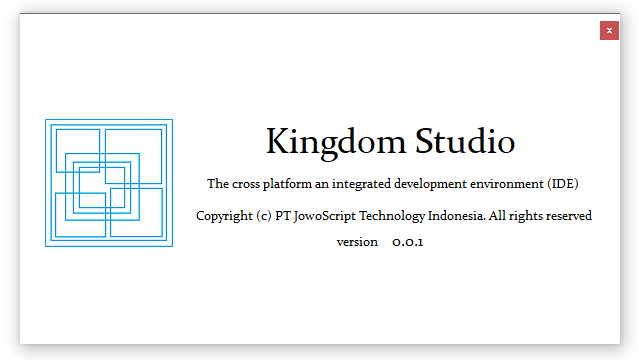 x
Kingdom Studio
The cross platform an integrated development environment (IDE)
Copyright (c) PT JowoScript Technology Indonesia. All rights reserved
version 0.0.1